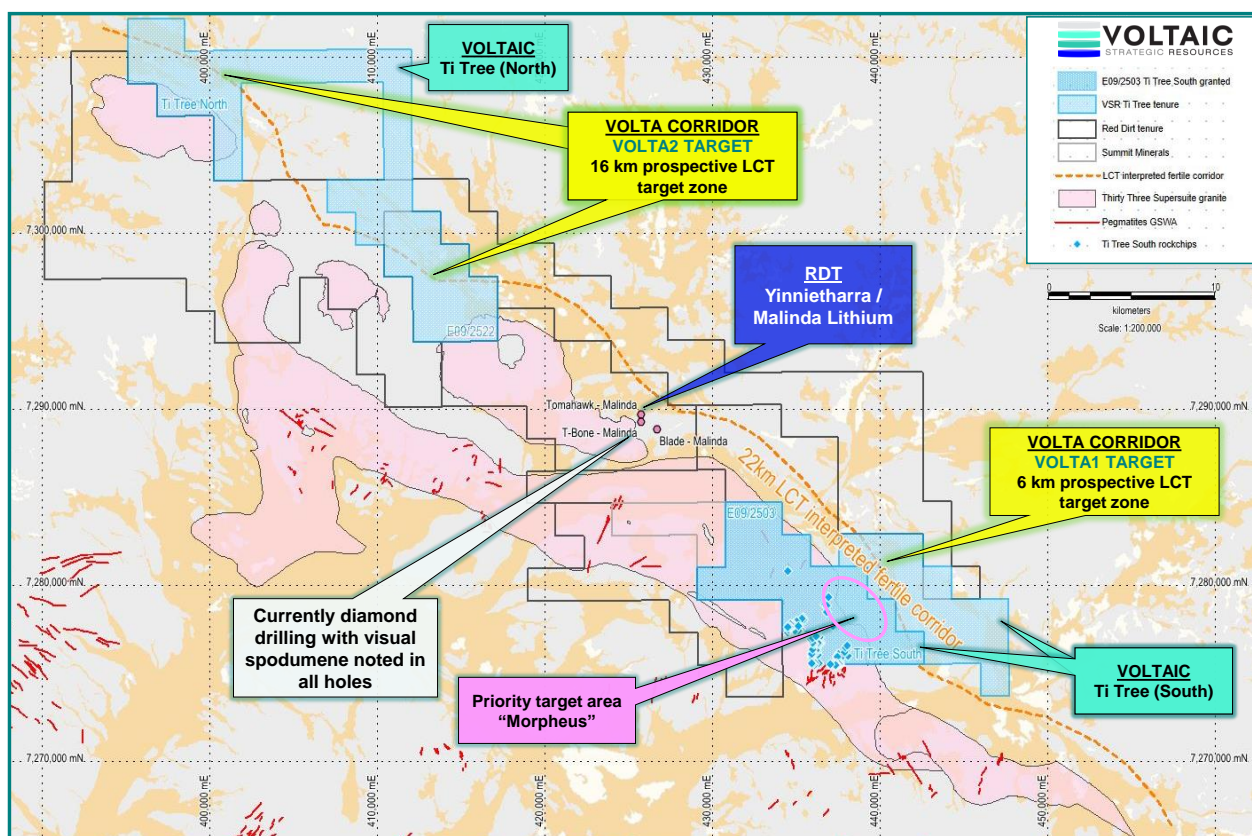 VOLTAIC
STRATEGIC RESOURCES
E09/2503 Ti Tree South granted
VSR Ti Tree tenure
Red Dirt tenure
Summit Minerals
LCT interpreted fertile corridor
Thirty Three Supersuite granite
Pegmatites GSWA
Ti Tree South rockchips
0
10
kilometers
Scale: 1:200.000
400,000 mE
410,000 mE
430,000 mE
440,000 mE
VOLTAIC
Ti Tree (North)
Ti Tree North
VOLTA CORRIDOR
VOLTA2 TARGET
16 km prospective LCT
target zone
7,300,000 mN
7,300,000 mN
RDT
Yinnietharra /
Malinda Lithium
E09/2522
7,290,000 mN
7,290,000 mN
Tomahawk - Malinda
T-Bone - Malinda
Blade - Malinda
VOLTA CORRIDOR
VOLTA1 TARGET
6 km prospective LCT
target zone
22km LCT interpreted fertile corridor
E09/2503
7,280,000 mN
7,280,000 mN
Currently diamond
drilling with visual
spodumene noted in
all holes
Ti Tree South
Priority target area
“Morpheus”
VOLTAIC
Ti Tree (South)
7,270,000 mN
7,270,000 mN
400,000 mE
410,000 mE
420,000 mE
430,000 mE
440,000 mE
450,000 mE